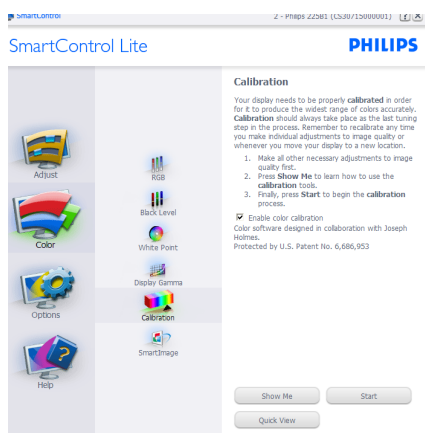 SmartControl
2 - Philips 225B1 (CS30715000001)
SmartControl Lite
PHILIPS
Adjust
Color
Options
Help
RGB
Black Level
White Point
Display Gamma
Calibration
SmartImage
Calibration
Your display needs to be properly calibrated in order
for it to produce the widest range of colors accurately.
Calibration should always take place as the last tuning
step in the process. Remember to recalibrate any time
you make individual adjustments to image quality or
whenever you move your display to a new location.
1. Make all other necessary adjustments to image
quality first.
2. Press Show Me to learn how to use the
calibration tools.
3. Finally, press Start to begin the calibration
process.
Enable color calibration
Color software designed in collaboration with Joseph
Holmes.
Protected by U.S. Patent No. 6,686,953
Show Me
Start
Quick View